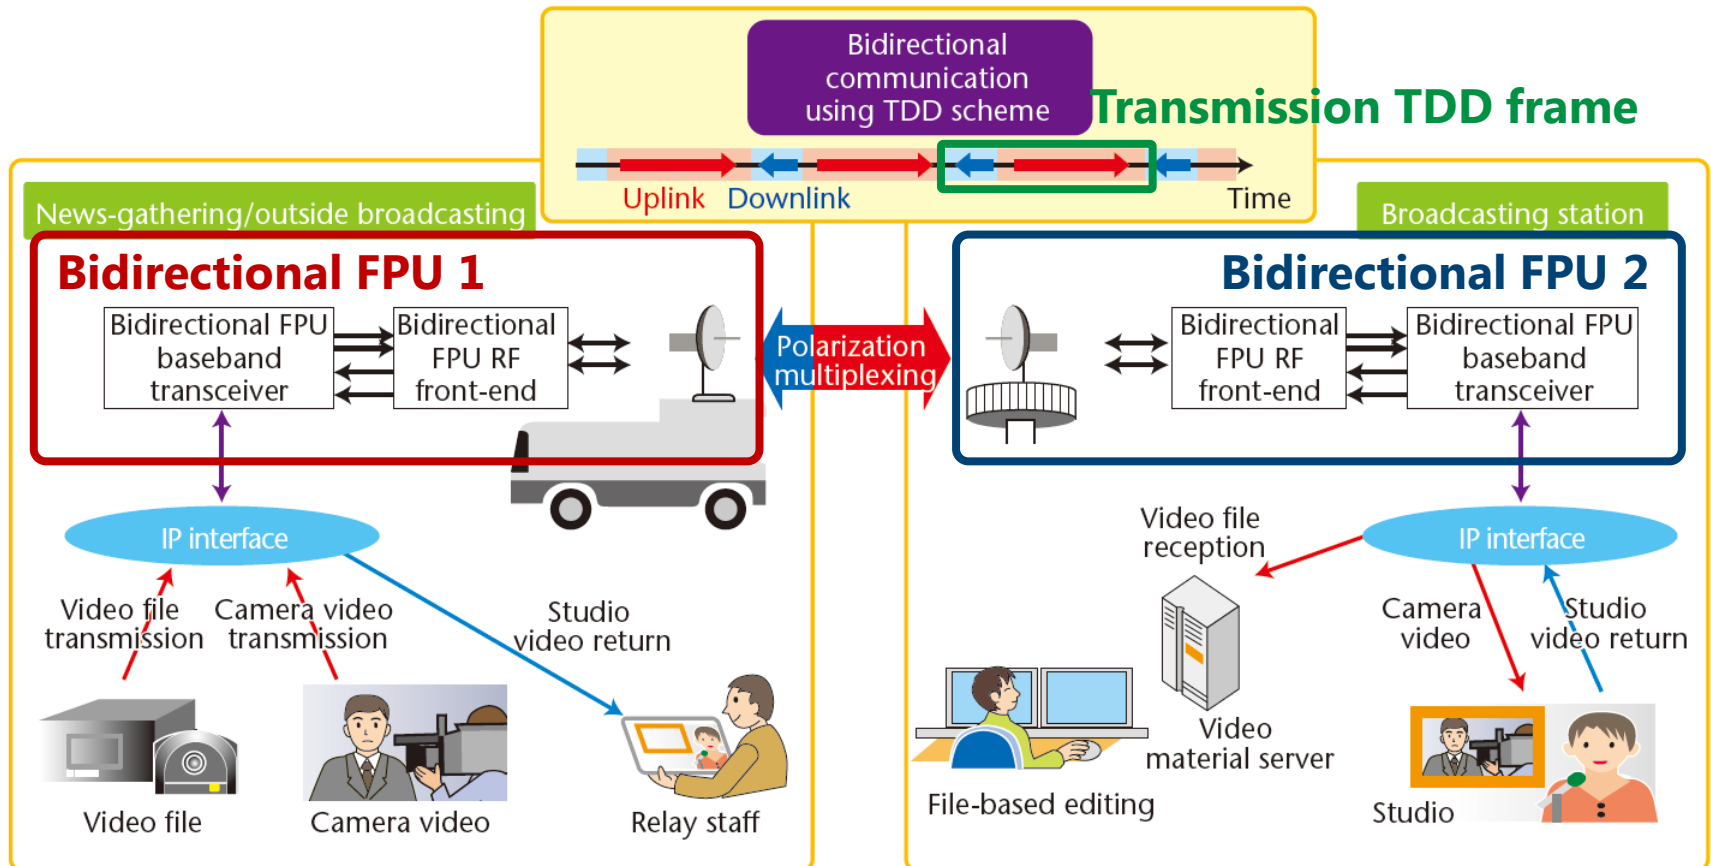 Bidirectional
communication
using TDD scheme
Transmission TDD frame
Uplink
Downlink
Time
News-gathering/outside broadcasting
Broadcasting station
Bidirectional FPU 1
Bidirectional FPU 2
Bidirectional FPU
baseband
transceiver
Bidirectional
FPU RF
front-end
Polarization
multiplexing
Bidirectional
FPU RF
front-end
Bidirectional FPU
baseband
transceiver
IP interface
Video file
transmission
Camera video
transmission
Studio
video return
Video file
Camera video
Relay staff
Video file
reception
IP interface
Camera
video
Studio
video return
Video
material server
File-based editing
Studio